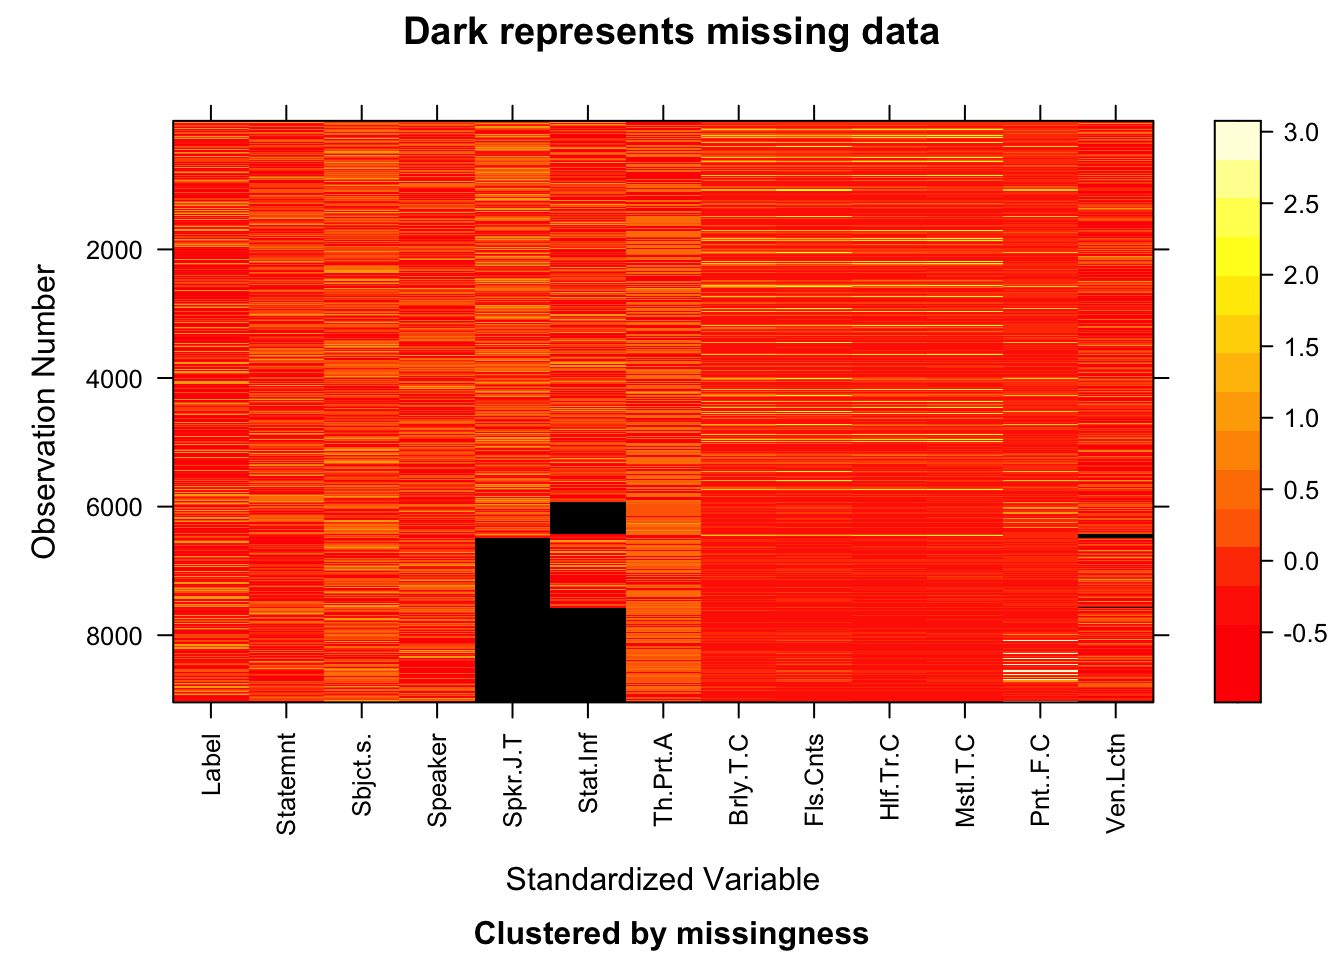 Dark represents missing data
Observation Number
2000
4000
6000
8000
3.0
2.5
2.0
1.5
1.0
0.5
0.0
-0.5
Label
Statemnt
Sbjct.s.
Speaker
Spkr.J.T
Stat.Inf
Th.Prt.A
Brly.T.C
Fls.Cnts
Hlf.Tr.C
Mstl.T.C
Pnt..F.C
Ven.Lctn
Standardized Variable
Clustered by missingness